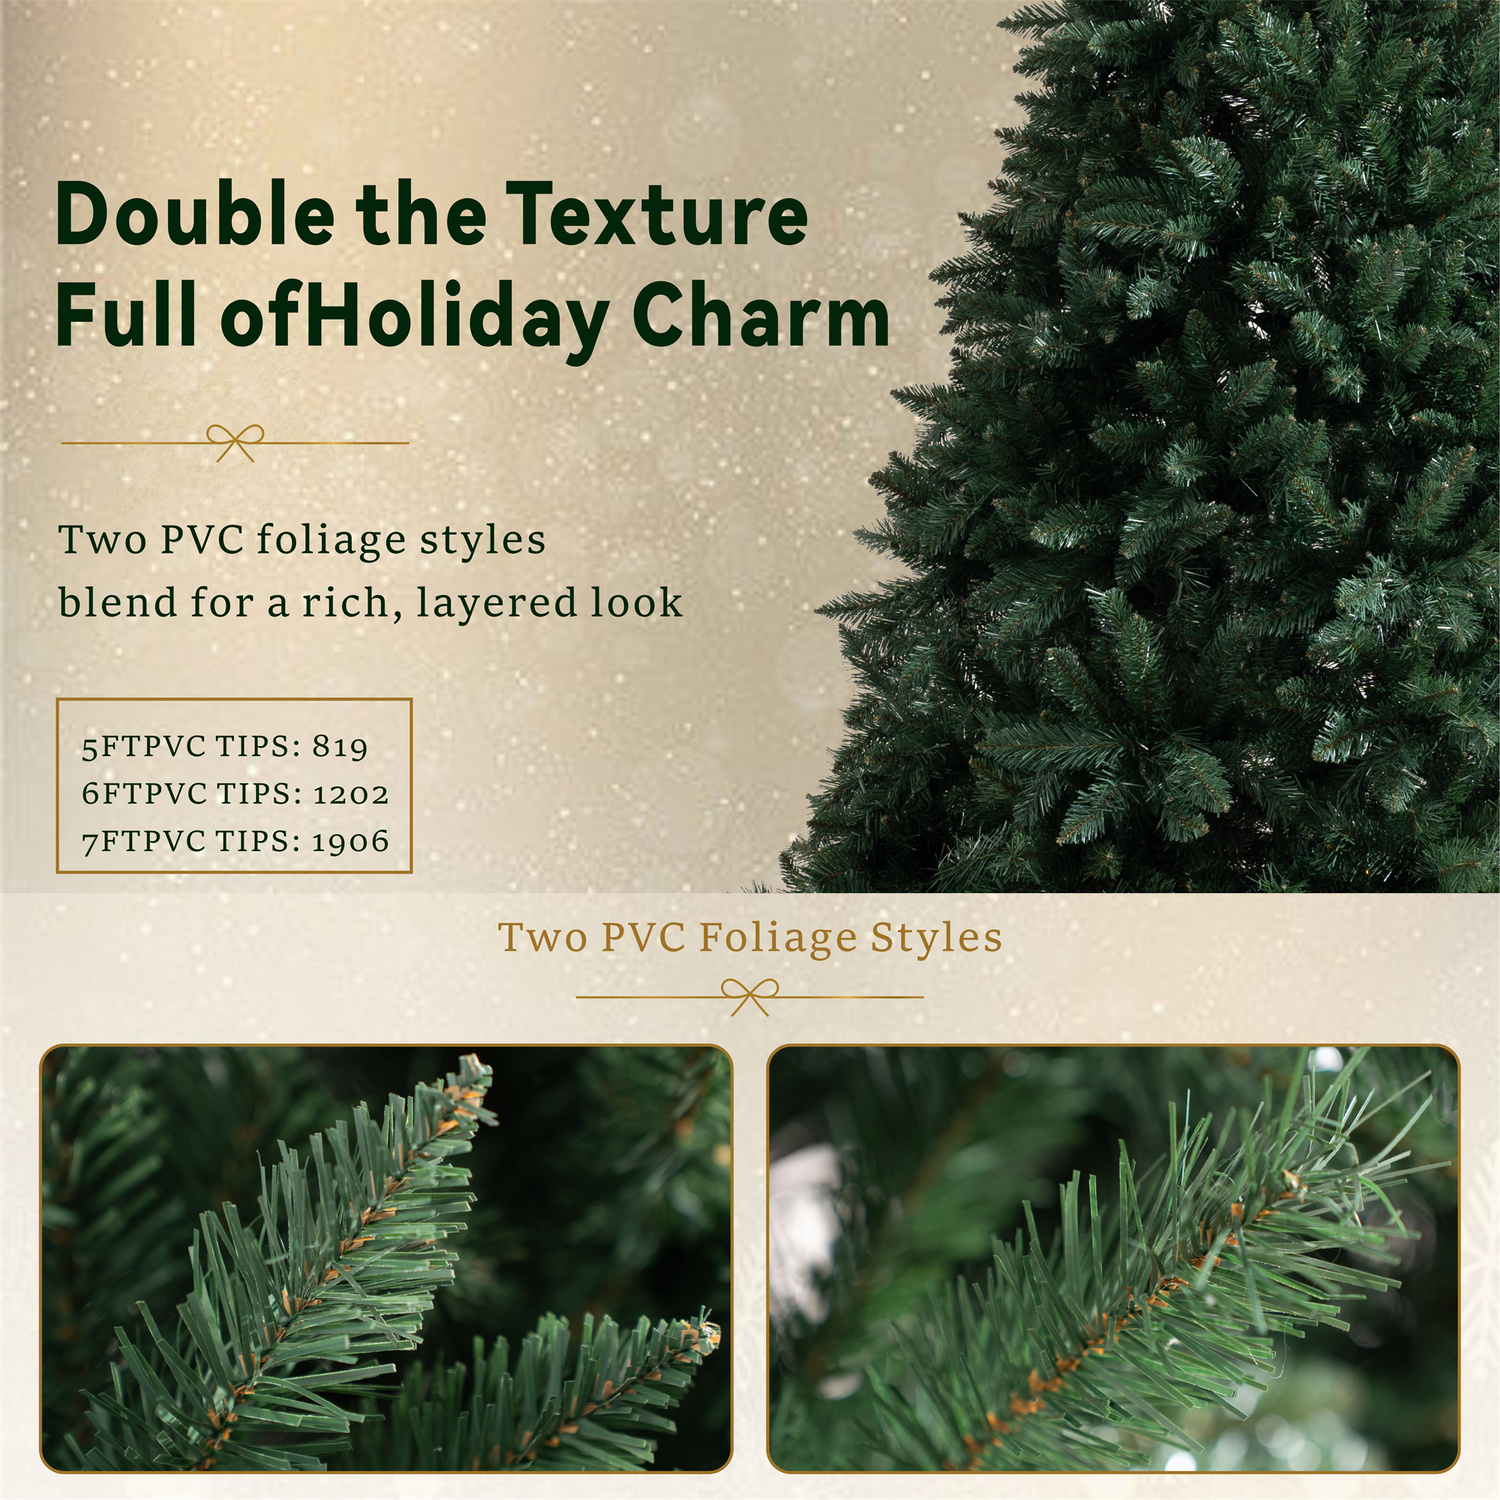 Double the Texture
Full ofHoliday Charm
Two PVC foliage styles
blend for a rich, layered look
5FTPVC TIPS: 819
6FTPVC TIPS: 1202
7FTPVC TIPS: 1906
Two PVC Foliage Styles